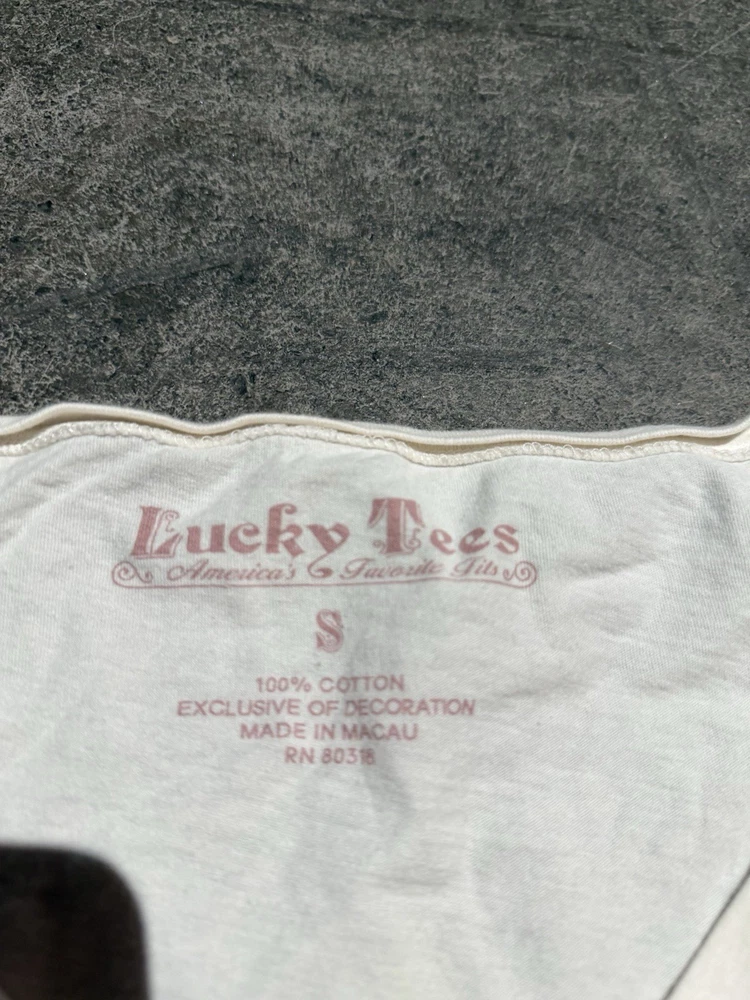 Lucky Tees
America's Favorite Fits
S
100% COTTON
EXCLUSIVE OF DECORATION
MADE IN MACAU
RN 80318